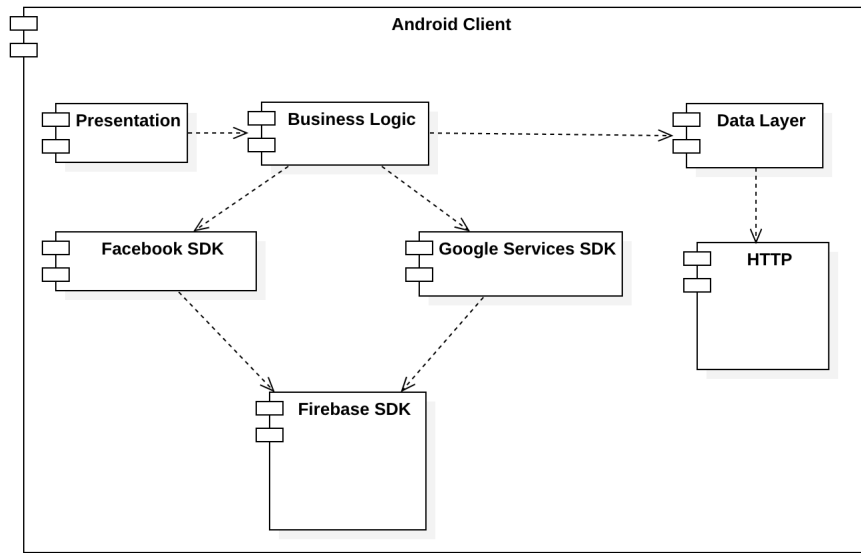 Android Client
Presentation
Business Logic
Data Layer
Facebook SDK
Google Services SDK
HTTP
Firebase SDK